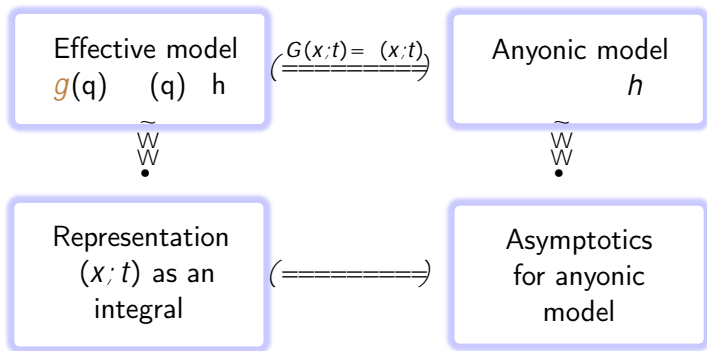 Effective model
g(q) (q) h
G(x;t)= (x;t)
(=========)
Anyonic model
h
~
W
W
•
~
W
W
•
Representation
(x; t) as an
integral
(=========)
Asymptotics
for anyonic
model